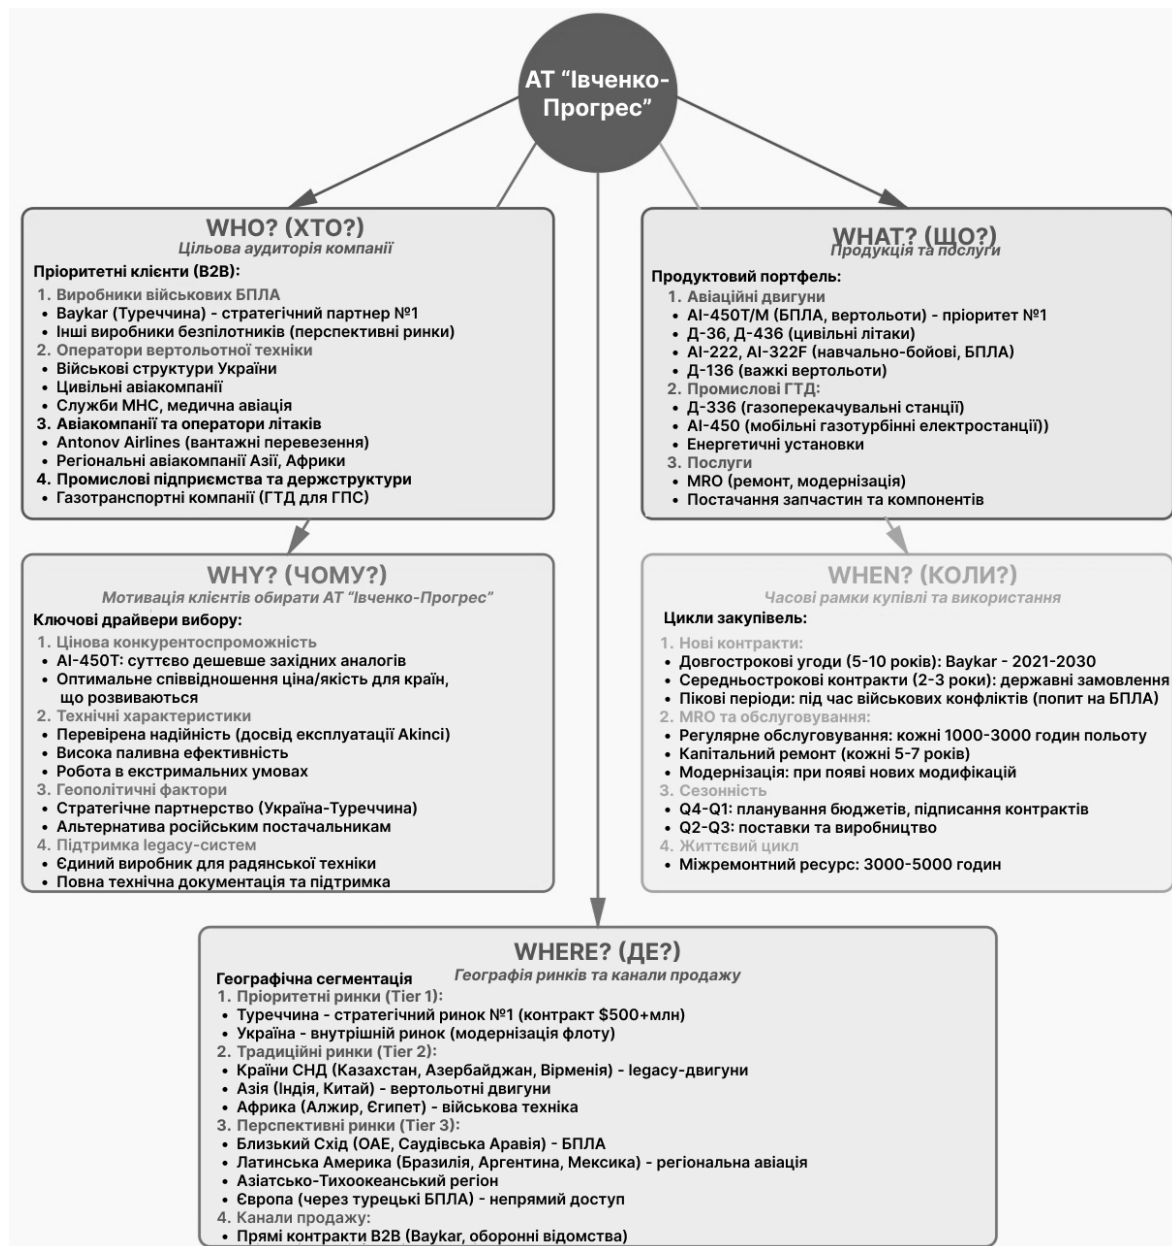 АТ “Івченко-
Прогрес”
WHO? (ХТО?)
Цільова аудиторія компанії
Пріоритетні клієнти (B2B):
1. Виробники військових БПЛА
• Baykar (Туреччина) - стратегічний партнер №1
• Інші виробники безпілотників (перспективні ринки)
2. Оператори вертольотної техніки
• Військові структури України
• Цивільні авіакомпанії
• Служби МНС, медична авіація
3. Авіакомпанії та оператори літаків
• Antonov Airlines (вантажні перевезення)
• Регіональні авіакомпанії Азії, Африки
4. Промислові підприємства та держструктури
• Газотранспортні компанії (ГТД для ГПС)
WHAT? (ЩО?)
Продукція та послуги
Продуктовий портфель:
1. Авіаційні двигуни
• АІ-450Т/М (БПЛА, вертольоти) - пріоритет №1
• Д-36, Д-436 (цивільні літаки)
• АІ-222, АІ-322F (навчально-бойові, БПЛА)
• Д-136 (важкі вертольоти)
2. Промислові ГТД:
• Д-336 (газоперекачувальні станції)
• АІ-450 (мобільні газотурбінні електростанції))
• Енергетичні установки
3. Послуги
• MRO (ремонт, модернізація)
• Постачання запчастин та компонентів
WHY? (ЧОМУ?)
Мотивація клієнтів обирати АТ “Івченко-Прогрес”
Ключові драйвери вибору:
1. Цінова конкурентоспроможність
• АІ-450Т: суттєво дешевше західних аналогів
• Оптимальне співвідношення ціна/якість для країн,
що розвиваються
2. Технічні характеристики
• Перевірена надійність (досвід експлуатації Akinci)
• Висока паливна ефективність
• Робота в екстримальних умовах
3. Геополітичні фактори
• Стратегічне партнерство (Україна-Туреччина)
• Альтернатива російським постачальникам
4. Підтримка legacy-систем
• Єдиний виробник для радянської техніки
• Повна технічна документація та підтримка
WHEN? (КОЛИ?)
Часові рамки купівлі та використання
Цикли закупівель:
1. Нові контракти:
• Довгострокові угоди (5-10 років): Baykar - 2021-2030
• Середньострокові контракти (2-3 роки): державні замовлення
• Пікові періоди: під час військових конфліктів (попит на БПЛА)
2. MRO та обслуговування:
• Регулярне обслуговування: кожні 1000-3000 годин польоту
• Капітальний ремонт (кожні 5-7 років)
• Модернізація: при появі нових модифікацій
3. Сезонність
• Q4-Q1: планування бюджетів, підписання контрактів
• Q2-Q3: поставки та виробництво
4. Життєвий цикл
• Міжремонтний ресурс: 3000-5000 годин
WHERE? (ДЕ?)
Географія ринків та канали продажу
Географічна сегментація
1. Пріоритетні ринки (Tier 1):
• Туреччина - стратегічний ринок №1 (контракт $500+млн)
• Україна - внутрішній ринок (модернізація флоту)
2. Традиційні ринки (Tier 2):
• Країни СНД (Казахстан, Азербайджан, Вірменія) - legacy-двигуни
• Азія (Індія, Китай) - вертольотні двигуни
• Африка (Алжир, Єгипет) - військова техніка
3. Перспективні ринки (Tier 3):
• Близький Схід (ОАЕ, Саудівська Аравія) - БПЛА
• Латинська Америка (Бразилія, Аргентина, Мексика) - регіональна авіація
• Азіатсько-Тихоокеанський регіон
• Європа (через турецькі БПЛА) - непрямий доступ
4. Канали продажу:
• Прямі контракти B2B (Baykar, оборонні відомства)